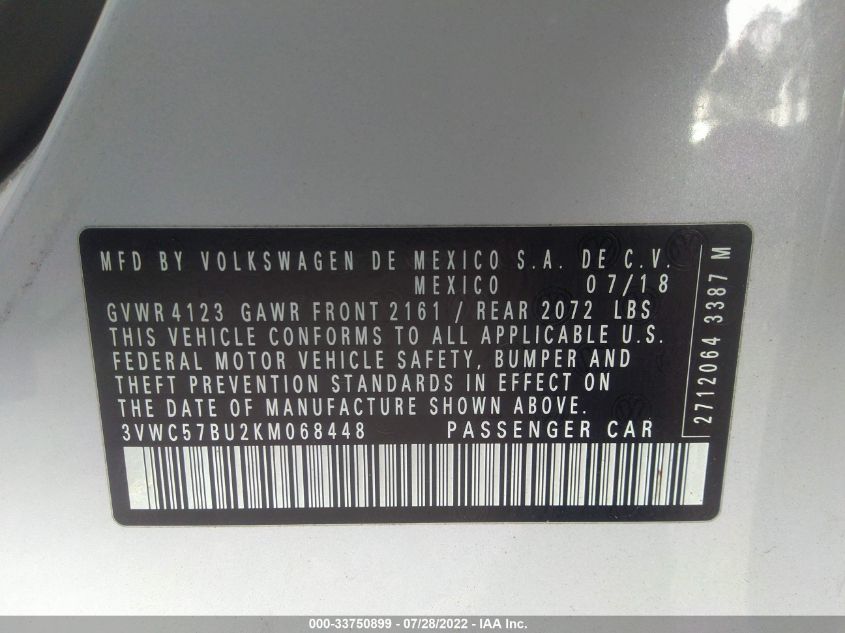 MFD BY VOLKSWAGEN DE MEXICO S.A. DE C.V.
MEXICO 07/18
GVWR 4123 GAWR FRONT 2161 / REAR 2072 LBS
THIS VEHICLE CONFORMS TO ALL APPLICABLE U.S.
FEDERAL MOTOR VEHICLE SAFETY, BUMPER AND
THEFT PREVENTION STANDARDS IN EFFECT ON
THE DATE OF MANUFACTURE SHOWN ABOVE.
3VWC57BU2KM068448 PASSENGER CAR
2712064 3387 M
000-33750899 - 07/28/2022 - IAA Inc.